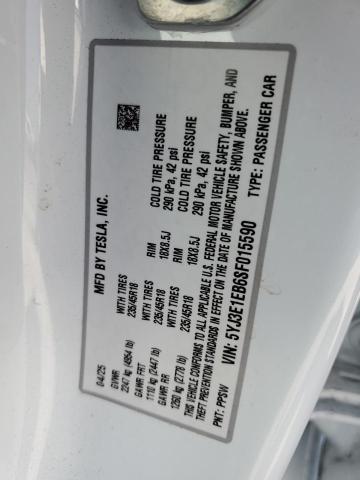 MFD BY TESLA, INC.
04/25
GVWR
2247 kg (4954 lb)
GAWR FRT WITH TIRES RIM COLD TIRE PRESSURE
1110 kg (2447 lb) 235/45R18 18X8.5J 290 kPa, 42 psi
GAWR RR WITH TIRES RIM COLD TIRE PRESSURE
1260 kg (2778 lb) 235/45R18 18X8.5J 290 kPa, 42 psi
THIS VEHICLE CONFORMS TO ALL APPLICABLE U.S. FEDERAL MOTOR VEHICLE SAFETY, BUMPER, AND
THEFT PREVENTION STANDARDS IN EFFECT ON THE DATE OF MANUFACTURE SHOWN ABOVE.
VIN: 5YJ3E1EB6SF015590 TYPE: PASSENGER CAR
PNT: PPSW